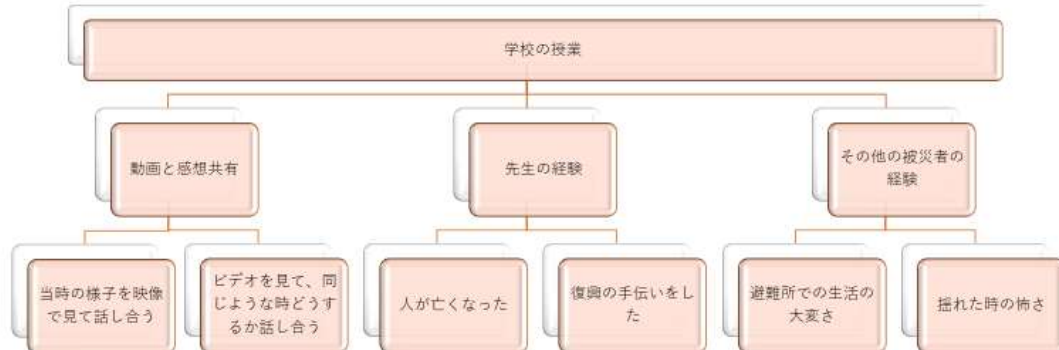 学校の授業
動画と感想共有
先生の経験
その他の被災者の
経験
当時の様子を映像
で見て話し合う
ビデオを見て、同
じような時どうす
るか話し合う
人が亡くなった
復興の手伝いをし
た
避難所での生活の
大変さ
揺れた時の怖さ